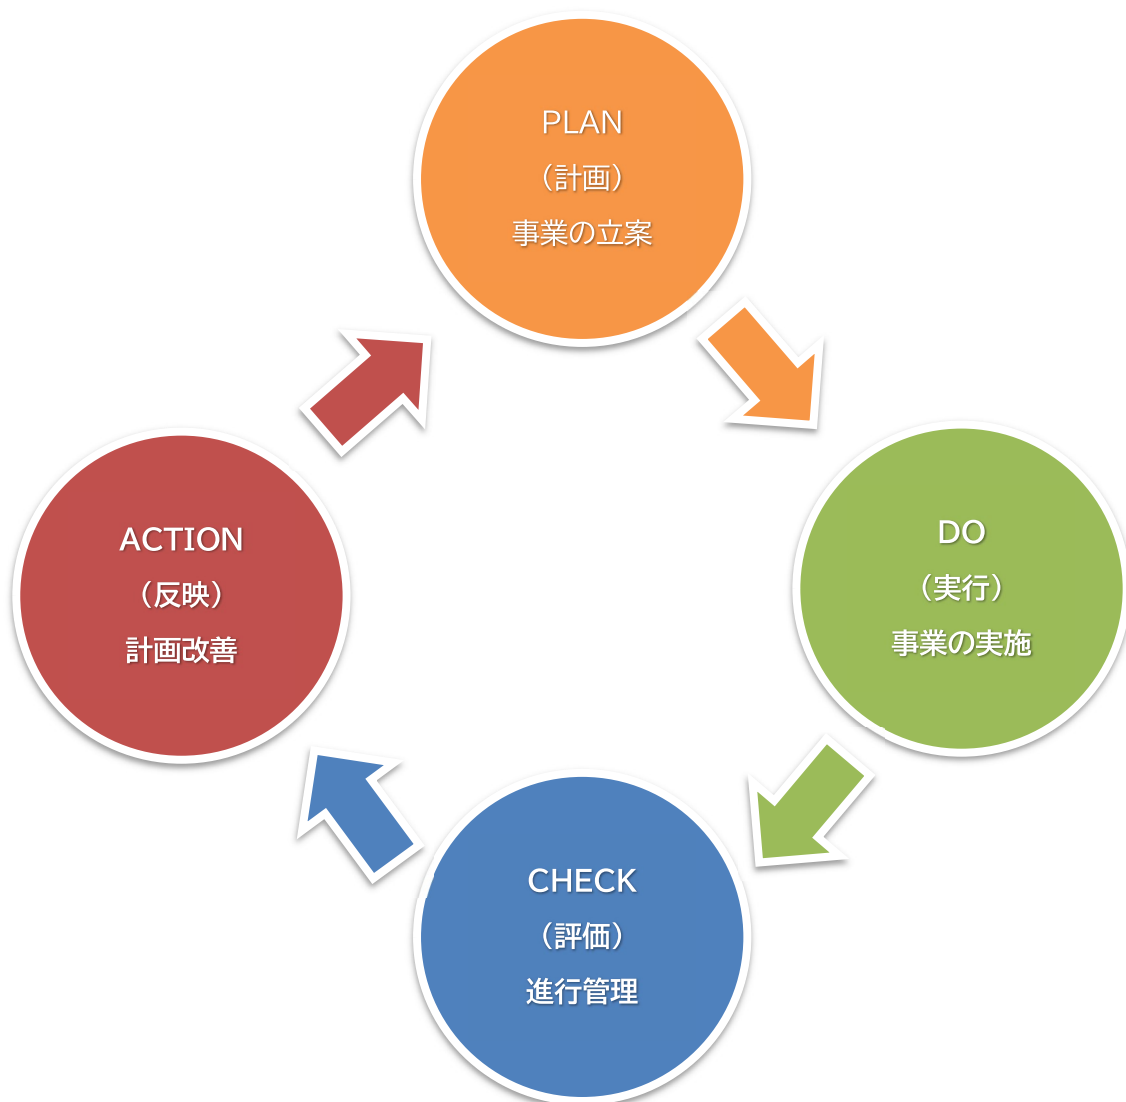 PLAN
（計画）
事業の立案
DO
（実行）
事業の実施
CHECK
（評価）
進行管理
ACTION
（反映）
計画改善